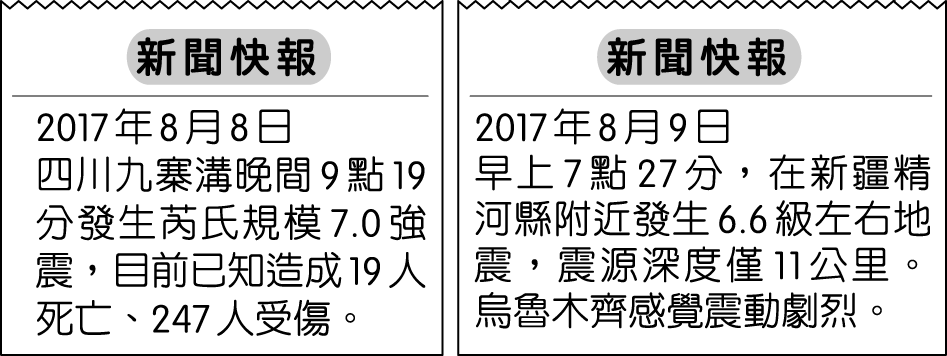 新聞快報
2017年8月8日
四川九寨溝晚間9點19
分發生芮氏規模7.0強
震，目前已知造成19人
死亡、247人受傷。
新聞快報
2017年8月9日
早上7點27分，在新疆精
河縣附近發生6.6級左右地
震，震源深度僅11公里。
烏魯木齊感覺震動劇烈。